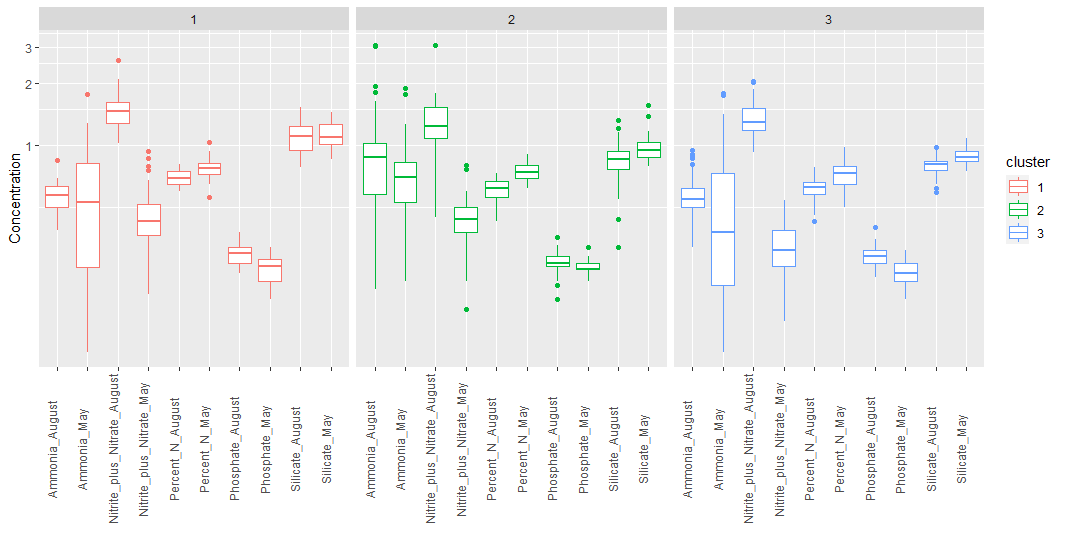 1
2
3
3
2
1
Concentration
Ammonia_August
Ammonia_May
Nitrite_plus_Nitrate_August
Nitrite_plus_Nitrate_May
Percent_N_August
Percent_N_May
Phosphate_August
Phosphate_May
Silicate_August
Silicate_May
Ammonia_August
Ammonia_May
Nitrite_plus_Nitrate_August
Nitrite_plus_Nitrate_May
Percent_N_August
Percent_N_May
Phosphate_August
Phosphate_May
Silicate_August
Silicate_May
Ammonia_August
Ammonia_May
Nitrite_plus_Nitrate_August
Nitrite_plus_Nitrate_May
Percent_N_August
Percent_N_May
Phosphate_August
Phosphate_May
Silicate_August
Silicate_May
cluster
1
2
3